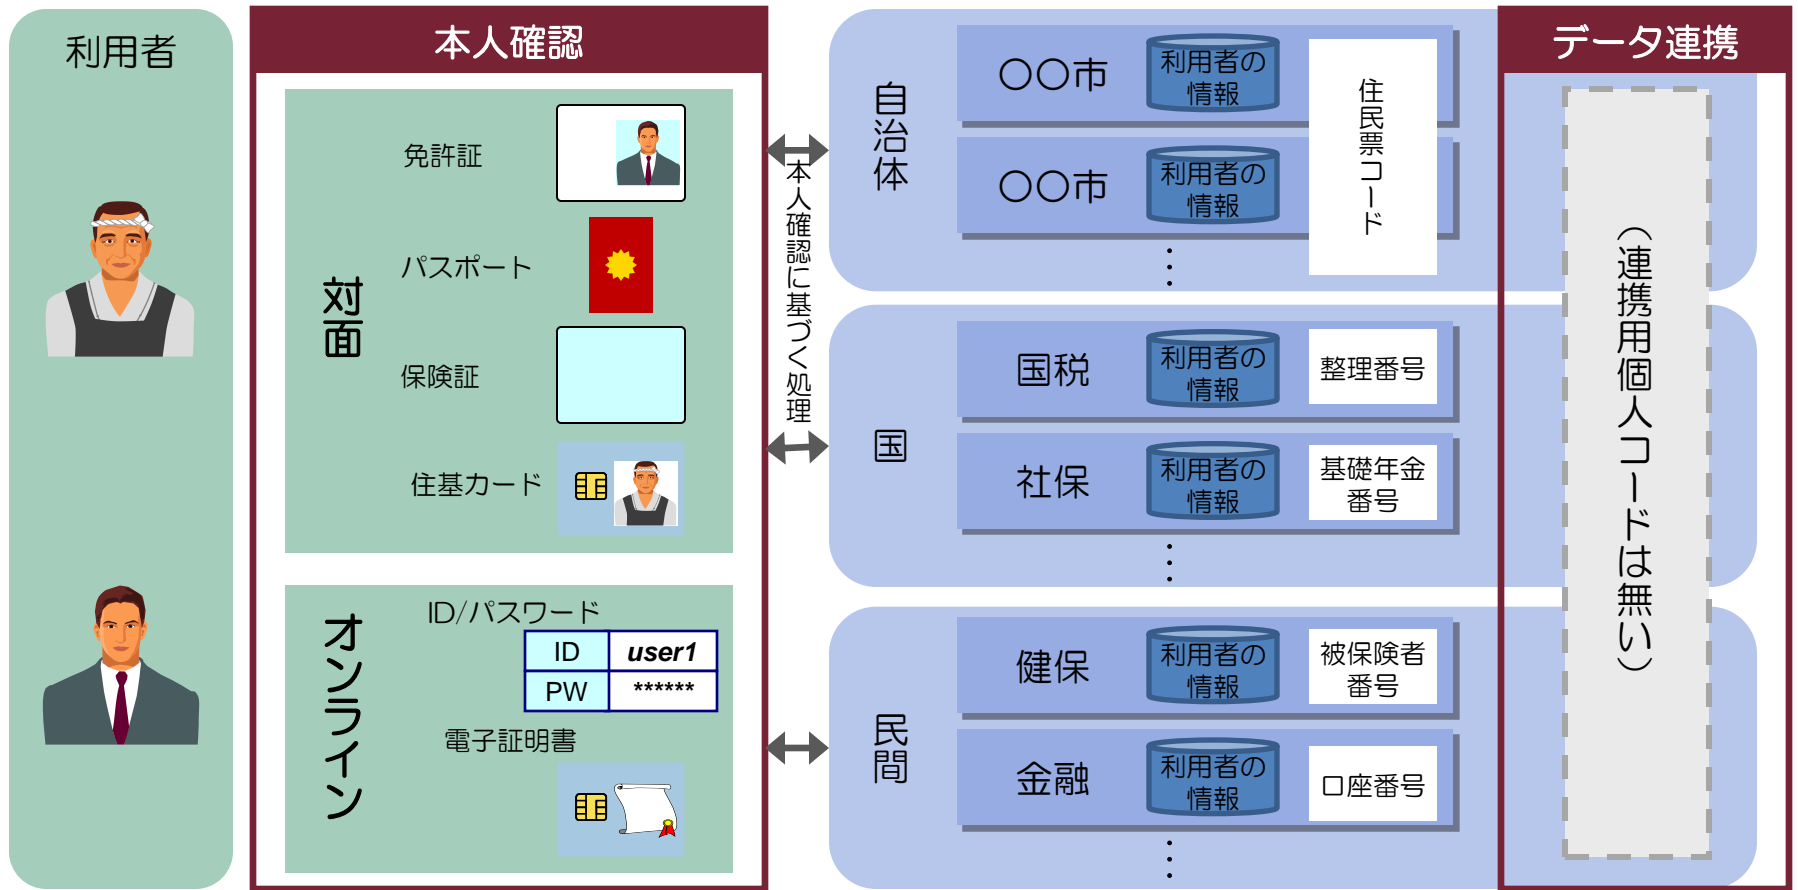 利用者
本人確認
対面
免許証
パスポート
保険証
住基カード
オンライン
ID/パスワード
ID
user1
PW
******
電子証明書
本人確認に基づく処理
自治体
〇〇市
利用者の
情報
〇〇市
利用者の
情報
住民票コード
⋮
国
国税
利用者の
情報
整理番号
社保
利用者の
情報
基礎年金
番号
⋮
民間
健保
利用者の
情報
被保険者
番号
金融
利用者の
情報
口座番号
⋮
データ連携
（連携用個人コードは無い）